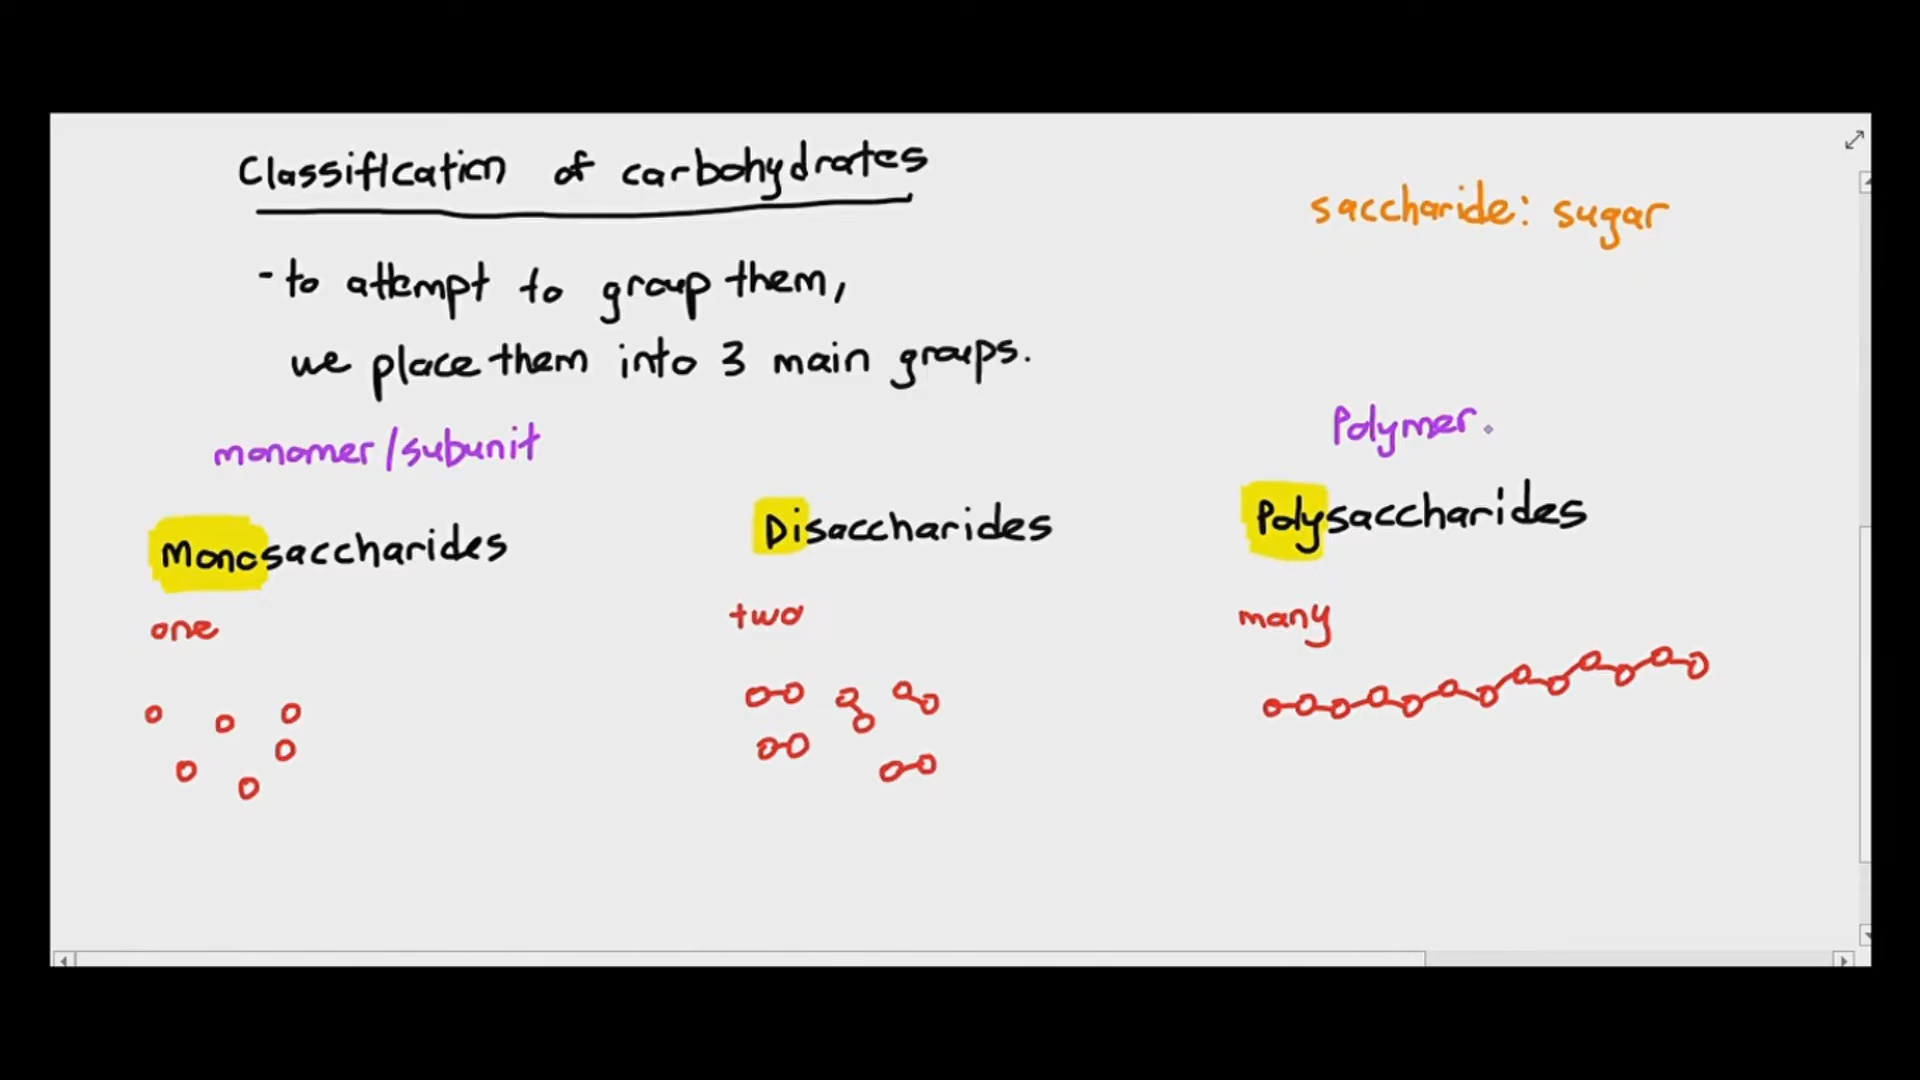 Classification of carbohydrates
saccharide: sugar
- to attempt to group them,
we place them into 3 main groups.
monomer/subunit
Polymer.
Monosaccharides
Disaccharides
Polysaccharides
one
two
many